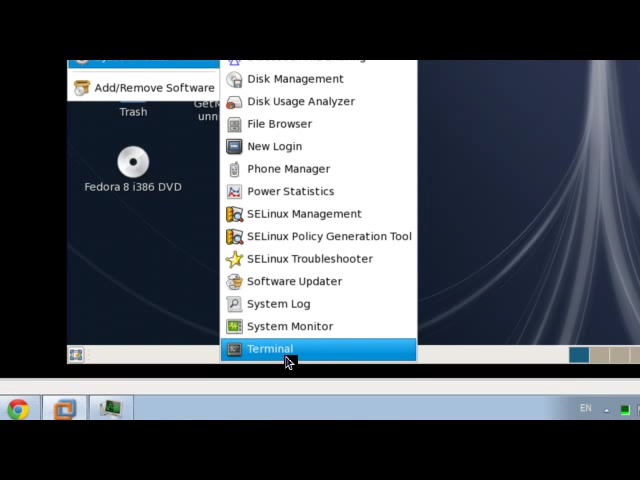 Disk Management
Add/Remove Software
Disk Usage Analyzer
Trash
File Browser
New Login
Phone Manager
Fedora 8 i386 DVD
Power Statistics
SELinux Management
SELinux Policy Generation Tool
SELinux Troubleshooter
Software Updater
System Log
System Monitor
Terminal
EN